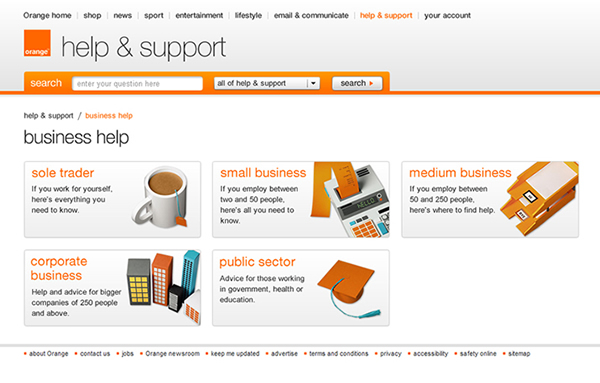 Orange home shop news sport entertainment lifestyle email & communicate help & support your account
orange
help & support
search enter your question here all of help & support search
help & support / business help
business help
sole trader
If you work for yourself,
here's everything you
need to know.
small business
If you employ between
two and 50 people,
here's all you need to
know.
HELLO
medium business
If you employ between
50 and 250 people,
here's where to find help.
corporate
business
Help and advice for bigger
companies of 250 people
and above.
public sector
Advice for those working
in government, health or
education.
about Orange contact us jobs Orange newsroom keep me updated advertise terms and conditions privacy accessibility safety online sitemap